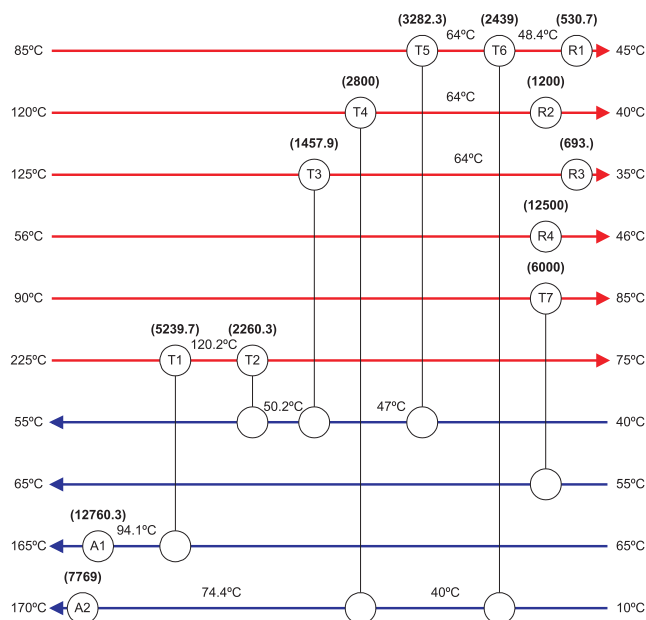 (3282.3) (2439) (530.7)
64ºC 48.4ºC
85ºC T5 T6 R1 45ºC
(2800) 64ºC (1200)
120ºC T4 R2 40ºC
(1457.9) 64ºC (693.)
125ºC T3 R3 35ºC
(12500)
56ºC R4 46ºC
(6000)
90ºC T7 85ºC
(5239.7) (2260.3)
120.2ºC
225ºC T1 T2 75ºC
50.2ºC 47ºC
55ºC 40ºC
65ºC 55ºC
(12760.3)
94.1ºC
165ºC A1 65ºC
(7769) 74.4ºC 40ºC
170ºC A2 10ºC